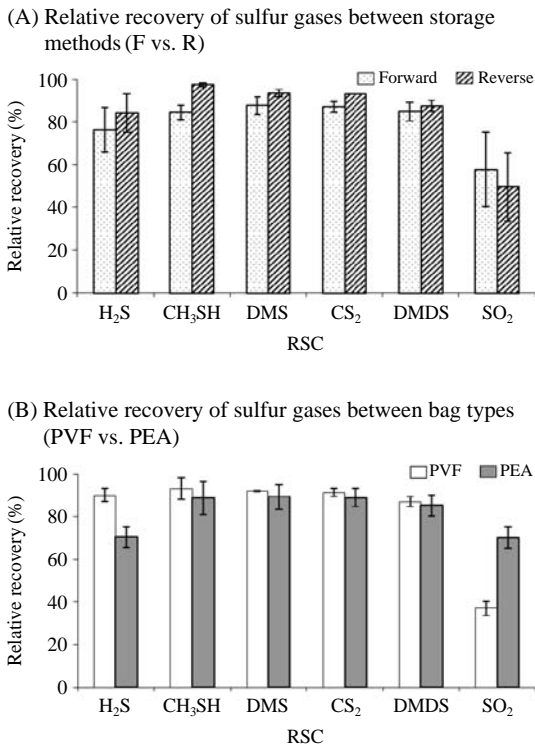 (A) Relative recovery of sulfur gases between storage
methods (F vs. R)
Forward Reverse
Relative recovery (%)
100
80
60
40
20
0
H₂S CH₃SH DMS CS₂ DMDS SO₂
RSC
(B) Relative recovery of sulfur gases between bag types
(PVF vs. PEA)
PVF PEA
Relative recovery (%)
100
80
60
40
20
0
H₂S CH₃SH DMS CS₂ DMDS SO₂
RSC